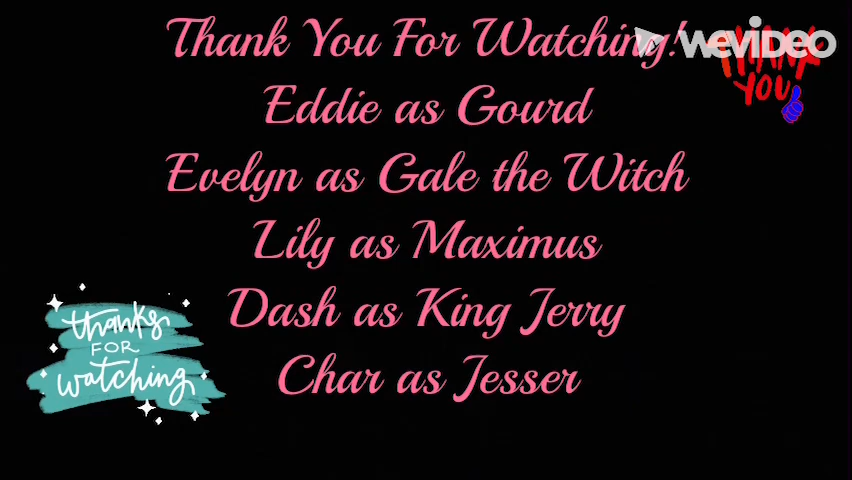 Thank You For Watching!
WEVIDEO
THANK
YOU
Eddie as Gourd
Evelyn as Gale the Witch
Lily as Maximus
Dash as King Jerry
Char as Jesser
thanks
FOR
watching